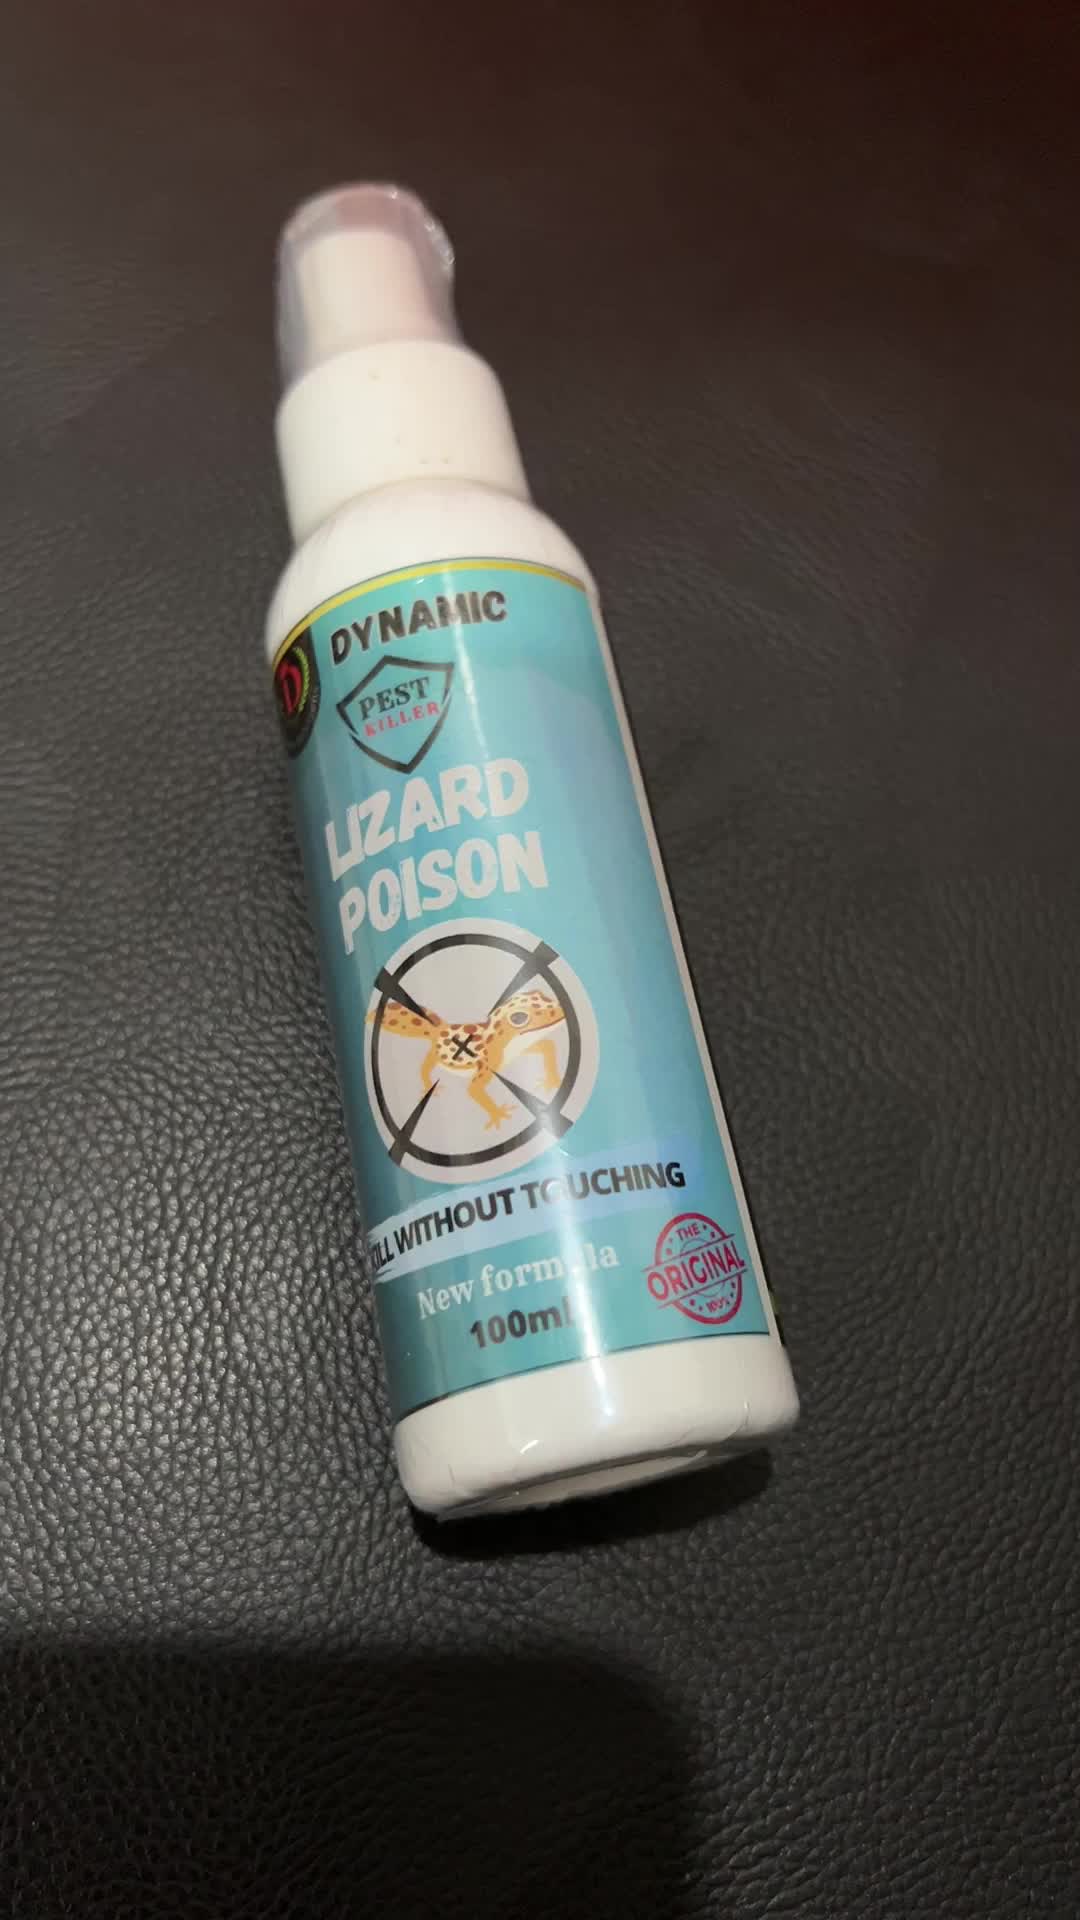 DYNAMIC
D
PEST
KILLER
LIZARD
POISON
KILL WITHOUT TOUCHING
New formula
100ml
THE
ORIGINAL
100%